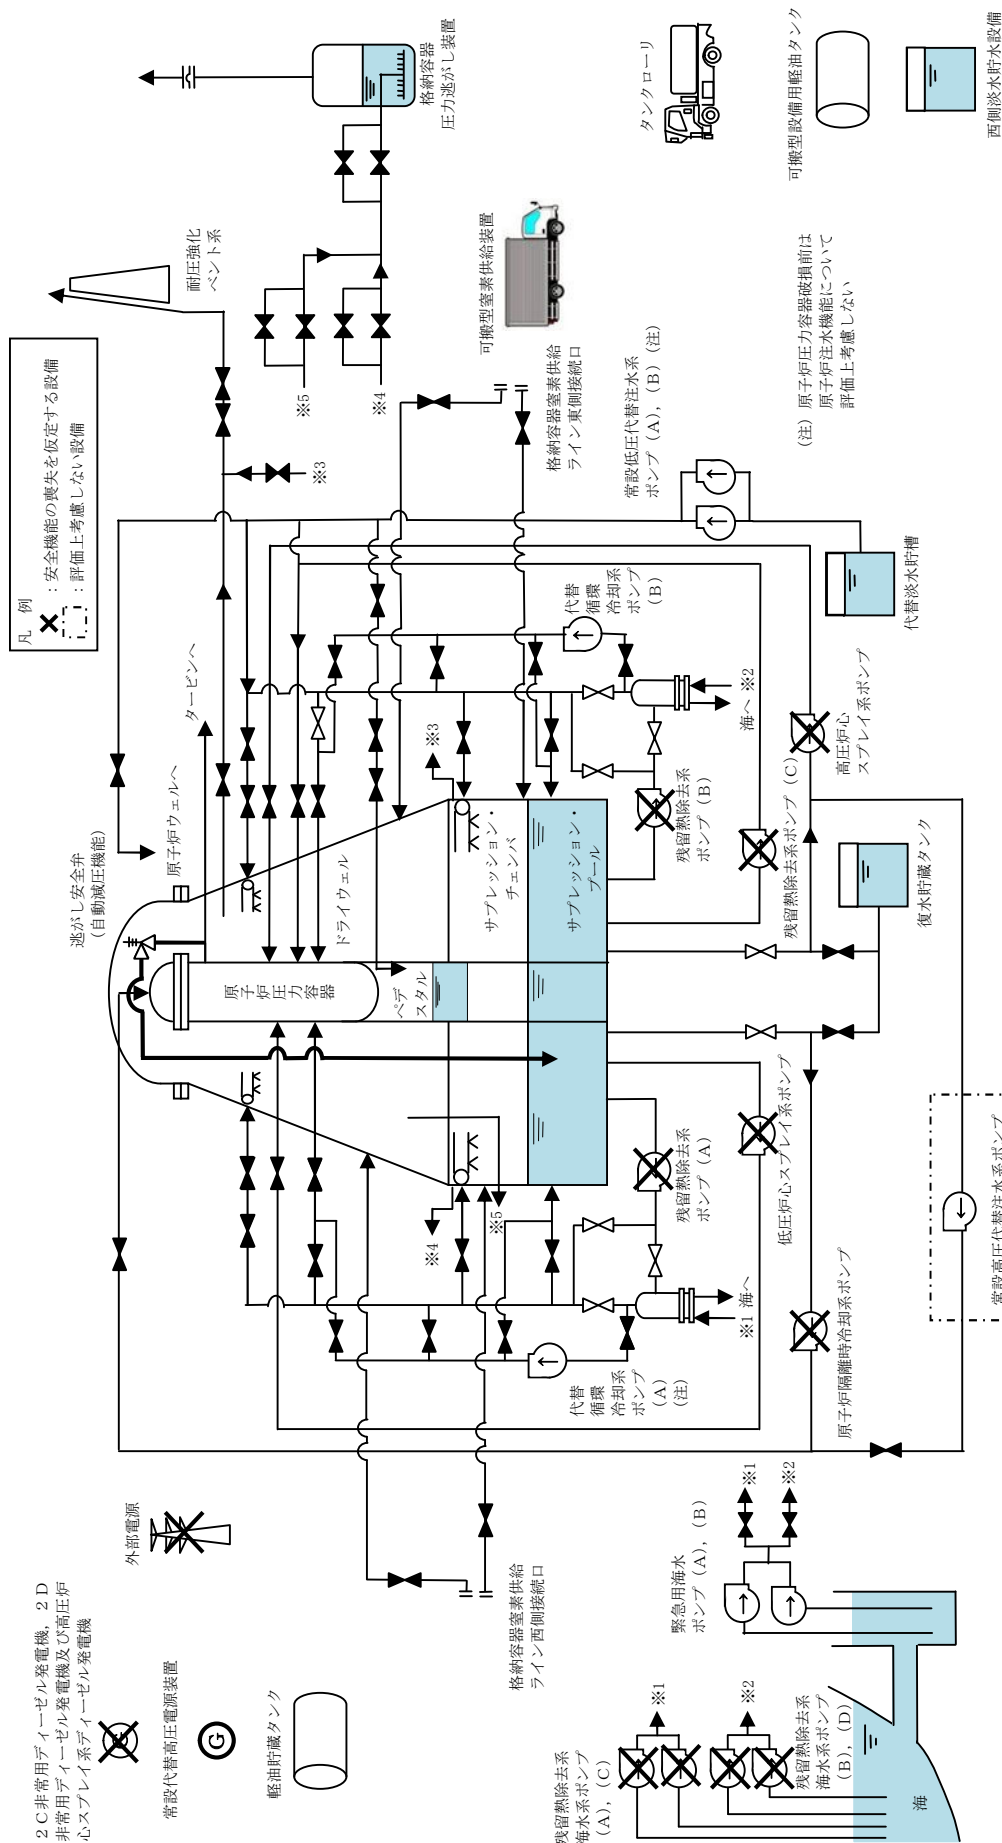 2C非常用ディーゼル発電機，2D
非常用ディーゼル発電機及び高圧炉
心スプレイ系ディーゼル発電機
外部電源
常設代替高圧電源装置
G
軽油貯蔵タンク
凡　例
：安全機能の喪失を仮定する設備
：評価上考慮しない設備
逃がし安全弁
（自動減圧機能）
原子炉ウェルへ
タービンへ
耐圧強化
ベント系
格納容器
圧力逃がし装置
原子炉圧力容器
ドライウェル
ペデ
スタル
サプレッション・
チェンバ
サプレッション・
プール
※3
※3
※4
※4
※5
※5
格納容器窒素供給
ライン西側接続口
格納容器窒素供給
ライン東側接続口
可搬型窒素供給装置
タンクローリ
可搬型設備用軽油タンク
西側淡水貯水設備
常設低圧代替注水系
ポンプ（A），（B）（注）
（注）原子炉圧力容器破損前は
原子炉注水機能について
評価上考慮しない
代替
循環
冷却系
ポンプ
（A）
（注）
代替
循環
冷却系
ポンプ
（B）
※1 海へ
海へ ※2
残留熱除去系
ポンプ（A）
残留熱除去系
ポンプ（B）
低圧炉心スプレイ系ポンプ
残留熱除去系ポンプ（C）
原子炉隔離時冷却系ポンプ
高圧炉心
スプレイ系ポンプ
代替淡水貯槽
復水貯蔵タンク
常設高圧代替注水系ポンプ
緊急用海水
ポンプ（A），（B）
※1
※2
残留熱除去系
海水系ポンプ
（A），（C）
※1
※2
残留熱除去系
海水系ポンプ
（B），（D）
海